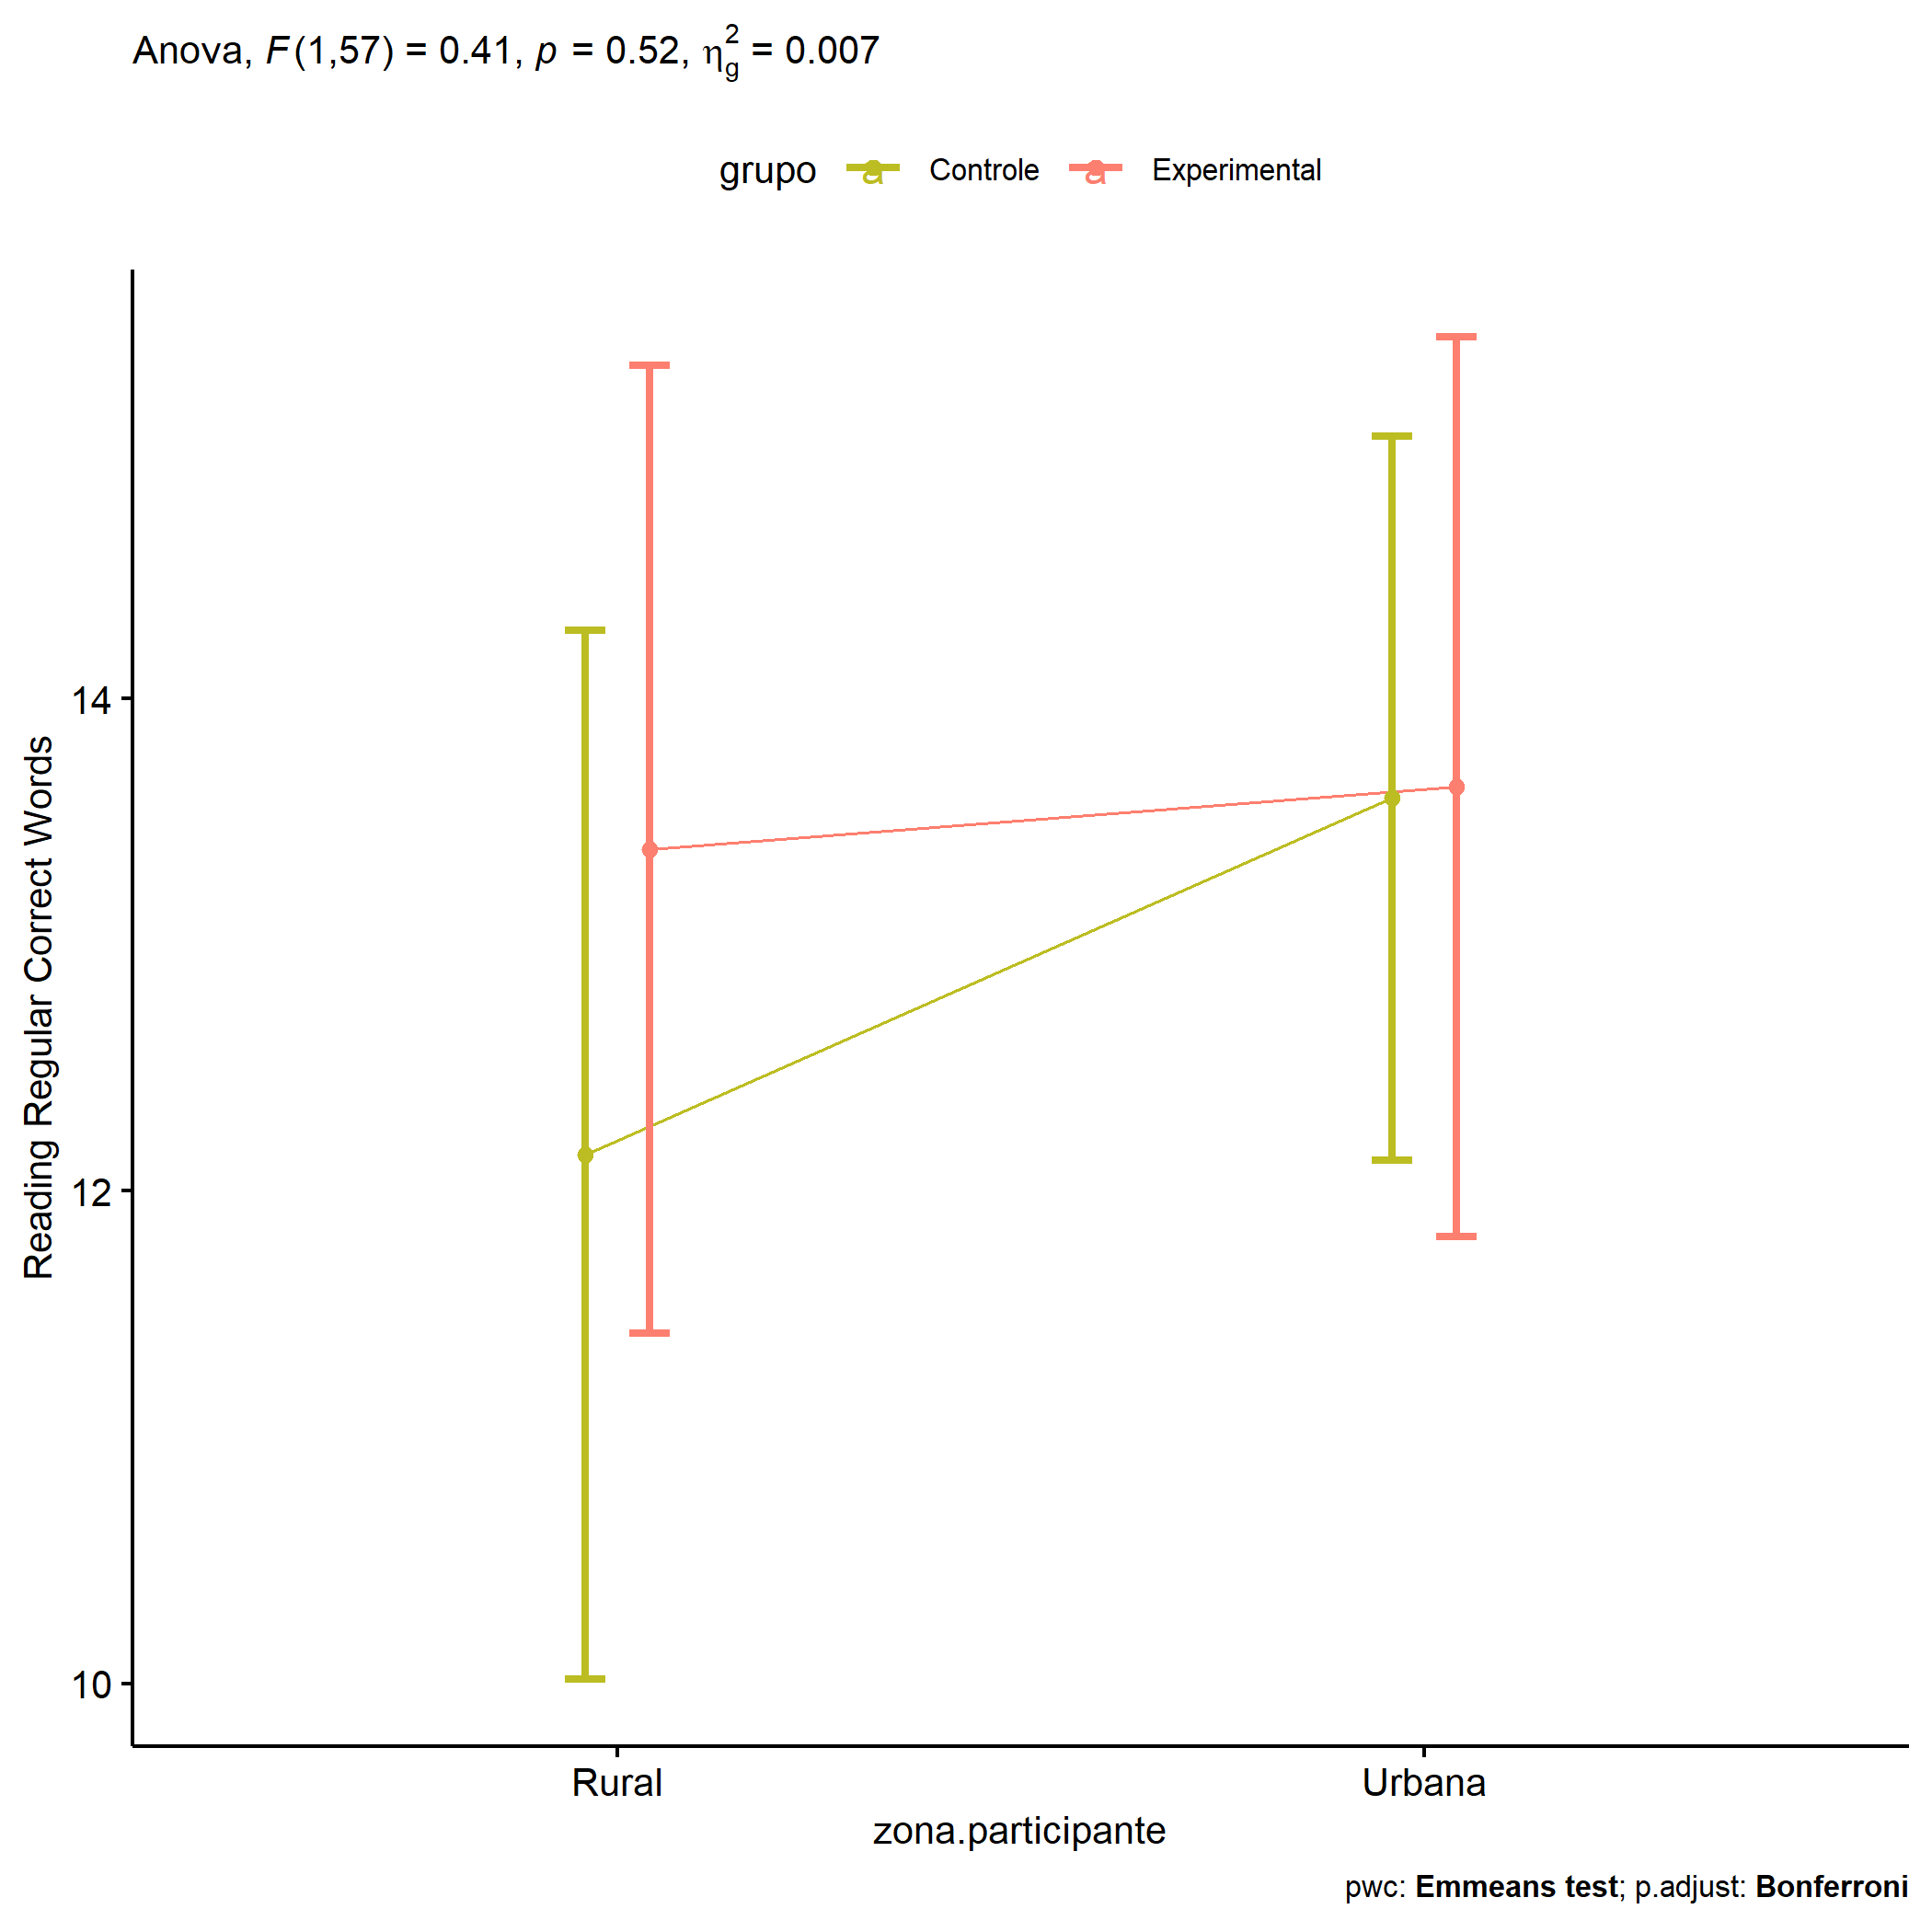 Anova, F(1,57) = 0.41, p = 0.52, η²g = 0.007
grupo a Controle a Experimental
Reading Regular Correct Words
14
12
10
Rural Urbana
zona.participante
pwc: Emmeans test; p.adjust: Bonferroni